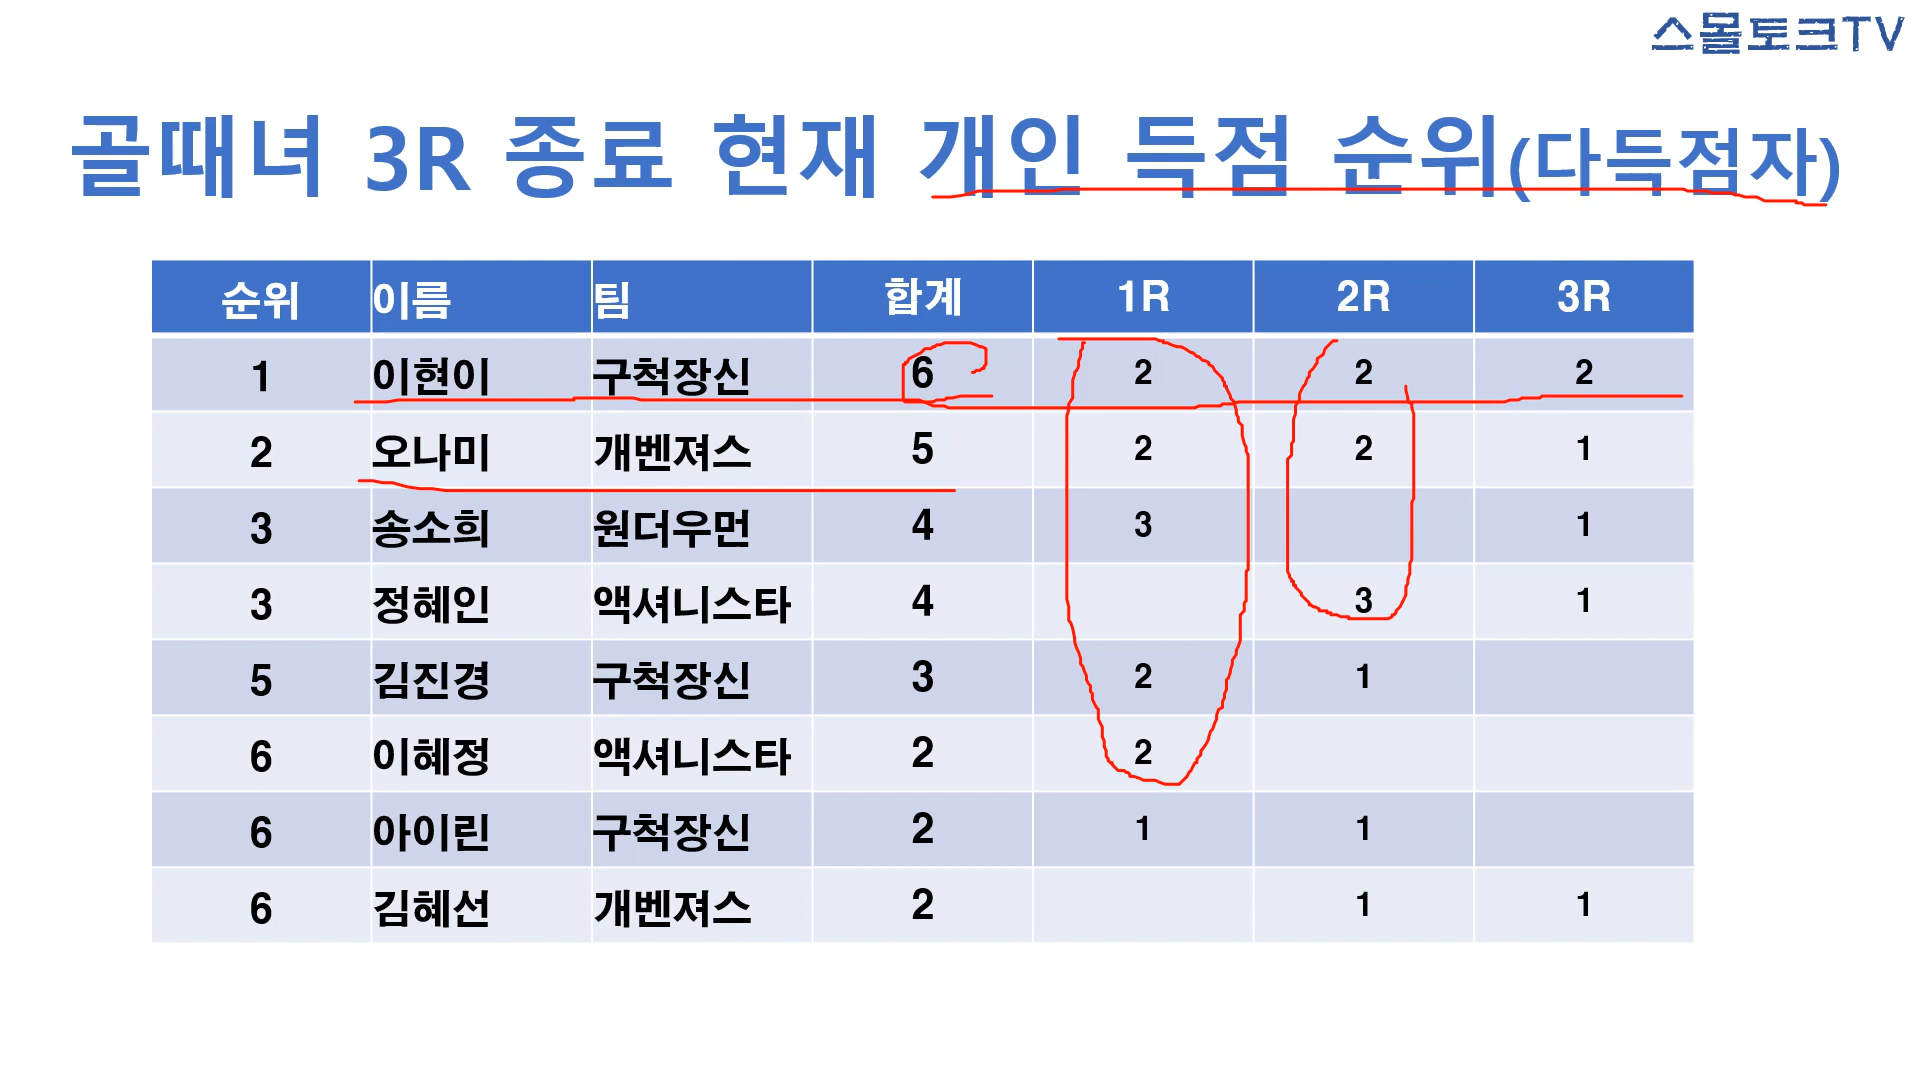 스몰토크TV
골때녀 3R 종료 현재 개인 득점 순위(다득점자)
순위 이름 팀 합계 1R 2R 3R
1 이현이 구척장신 6 2 2 2
2 오나미 개벤져스 5 2 2 1
3 송소희 원더우먼 4 3 1
3 정혜인 액셔니스타 4 3 1
5 김진경 구척장신 3 2 1
6 이혜정 액셔니스타 2 2
6 아이린 구척장신 2 1 1
6 김혜선 개벤져스 2 1 1